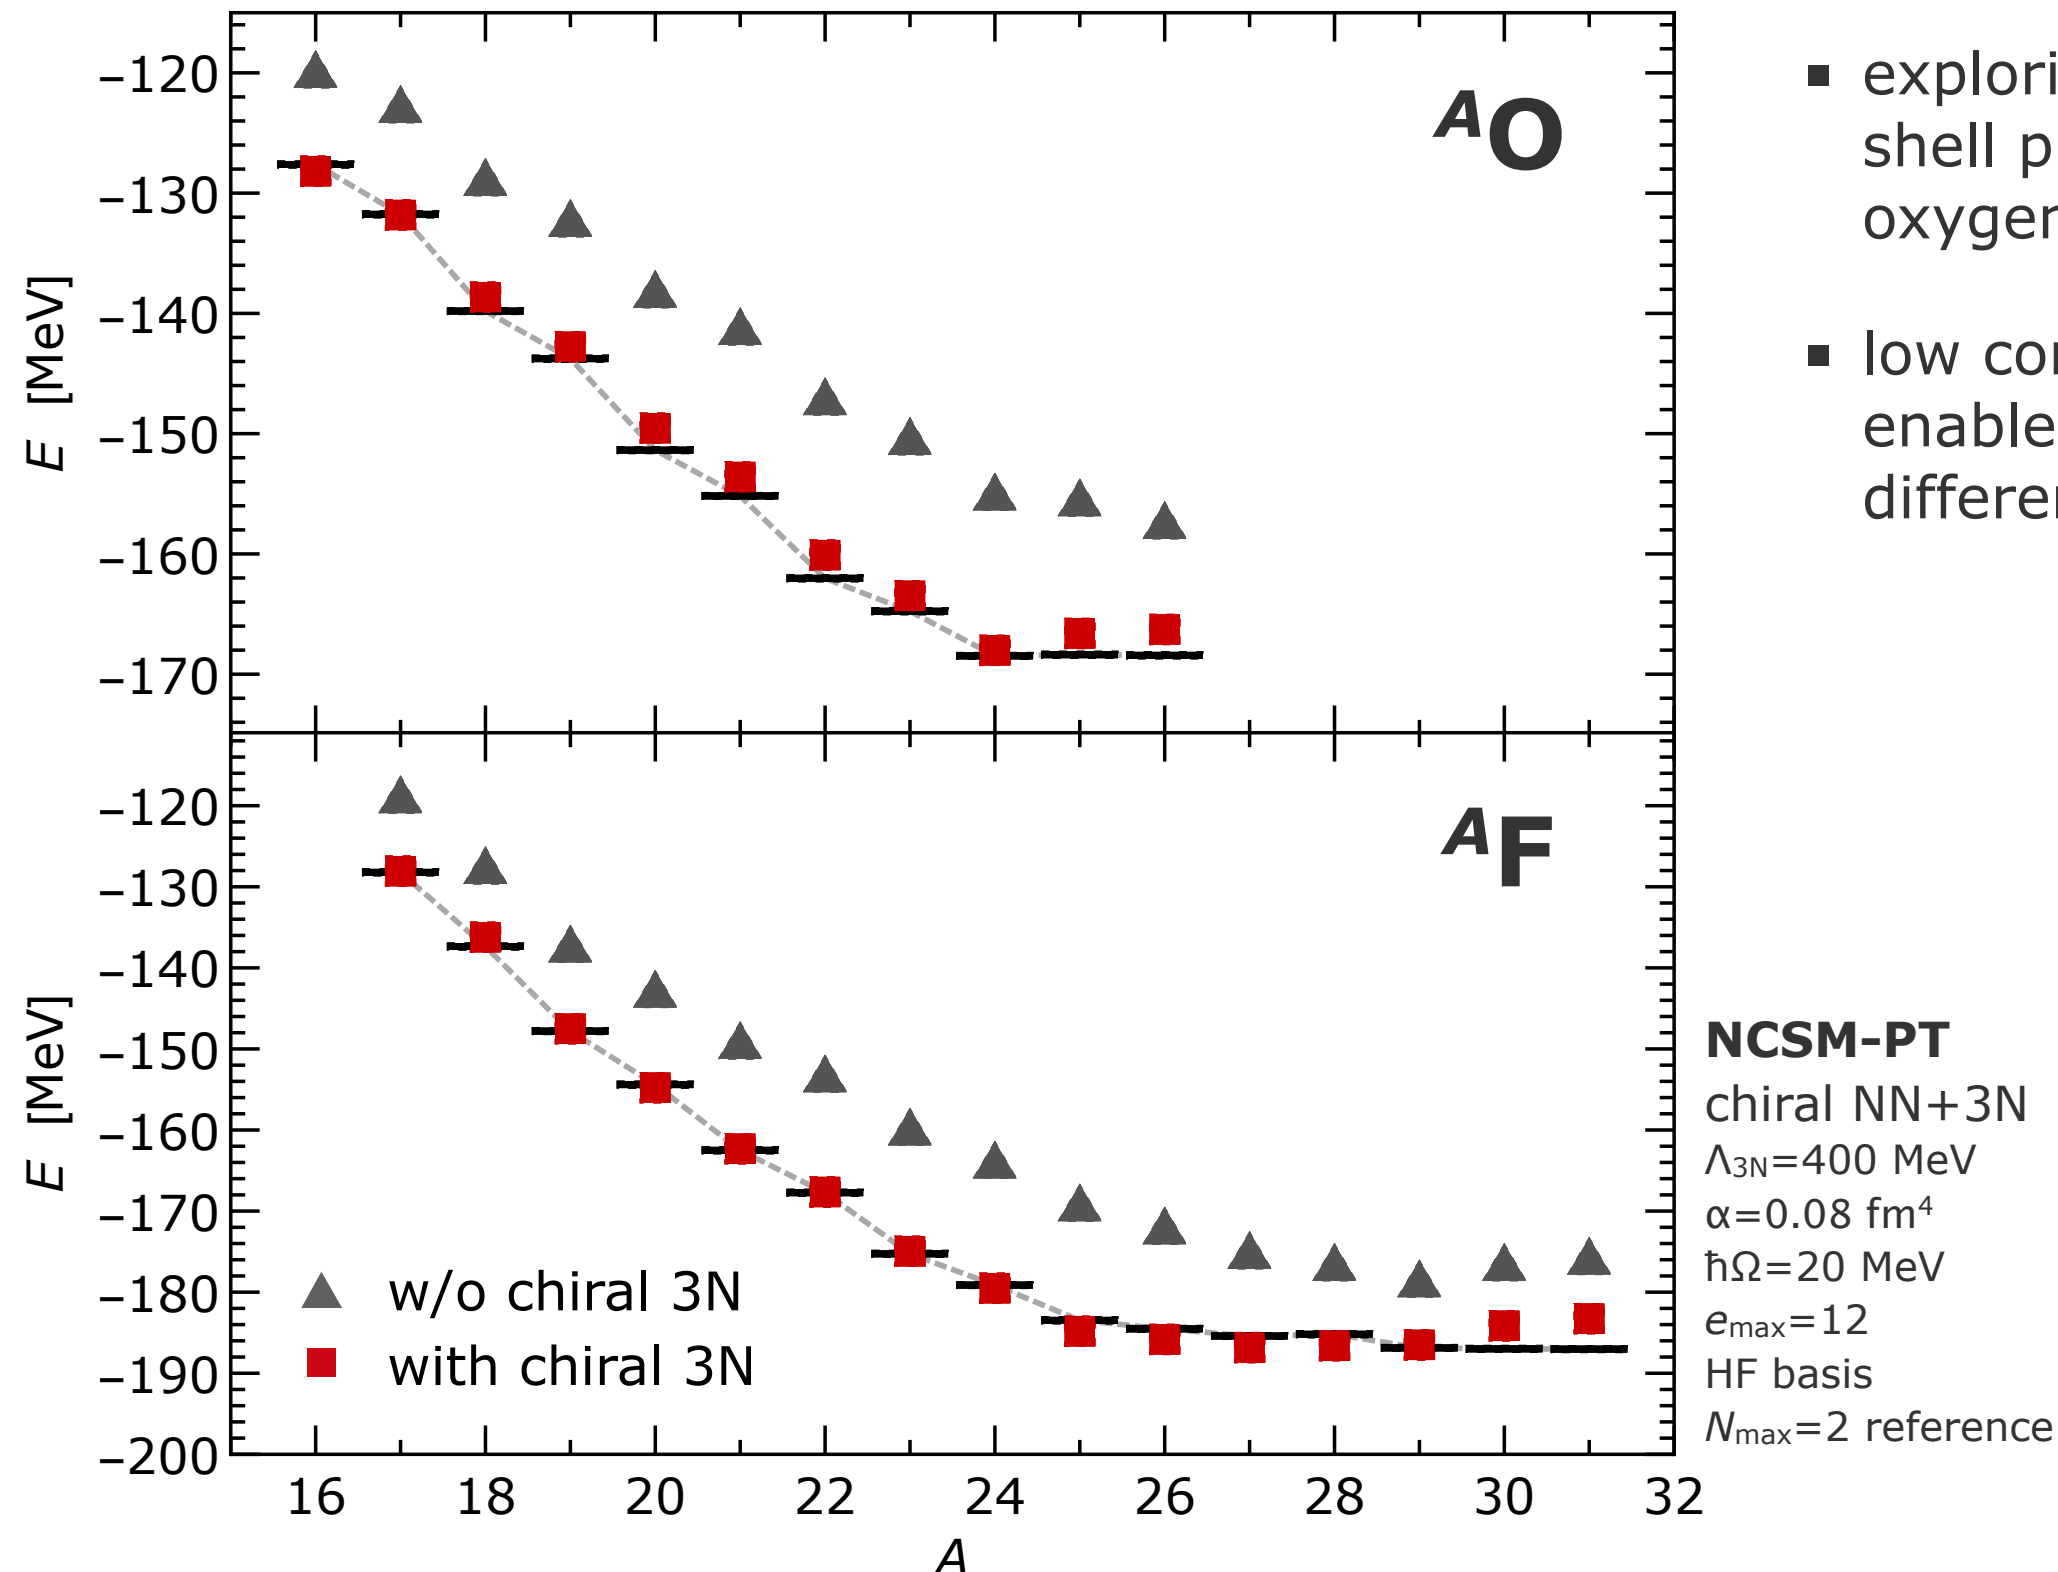 –120
–130
–140
–150
–160
–170
E [MeV]
ᴬO
–120
–130
–140
–150
–160
–170
–180
–190
–200
E [MeV]
ᴬF
w/o chiral 3N
with chiral 3N
16 18 20 22 24 26 28 30 32
A
▪ explori
shell p
oxyger
▪ low cor
enable
differe
NCSM–PT
chiral NN+3N
Λ3N=400 MeV
α=0.08 fm⁴
ħΩ=20 MeV
emax=12
HF basis
Nmax=2 reference